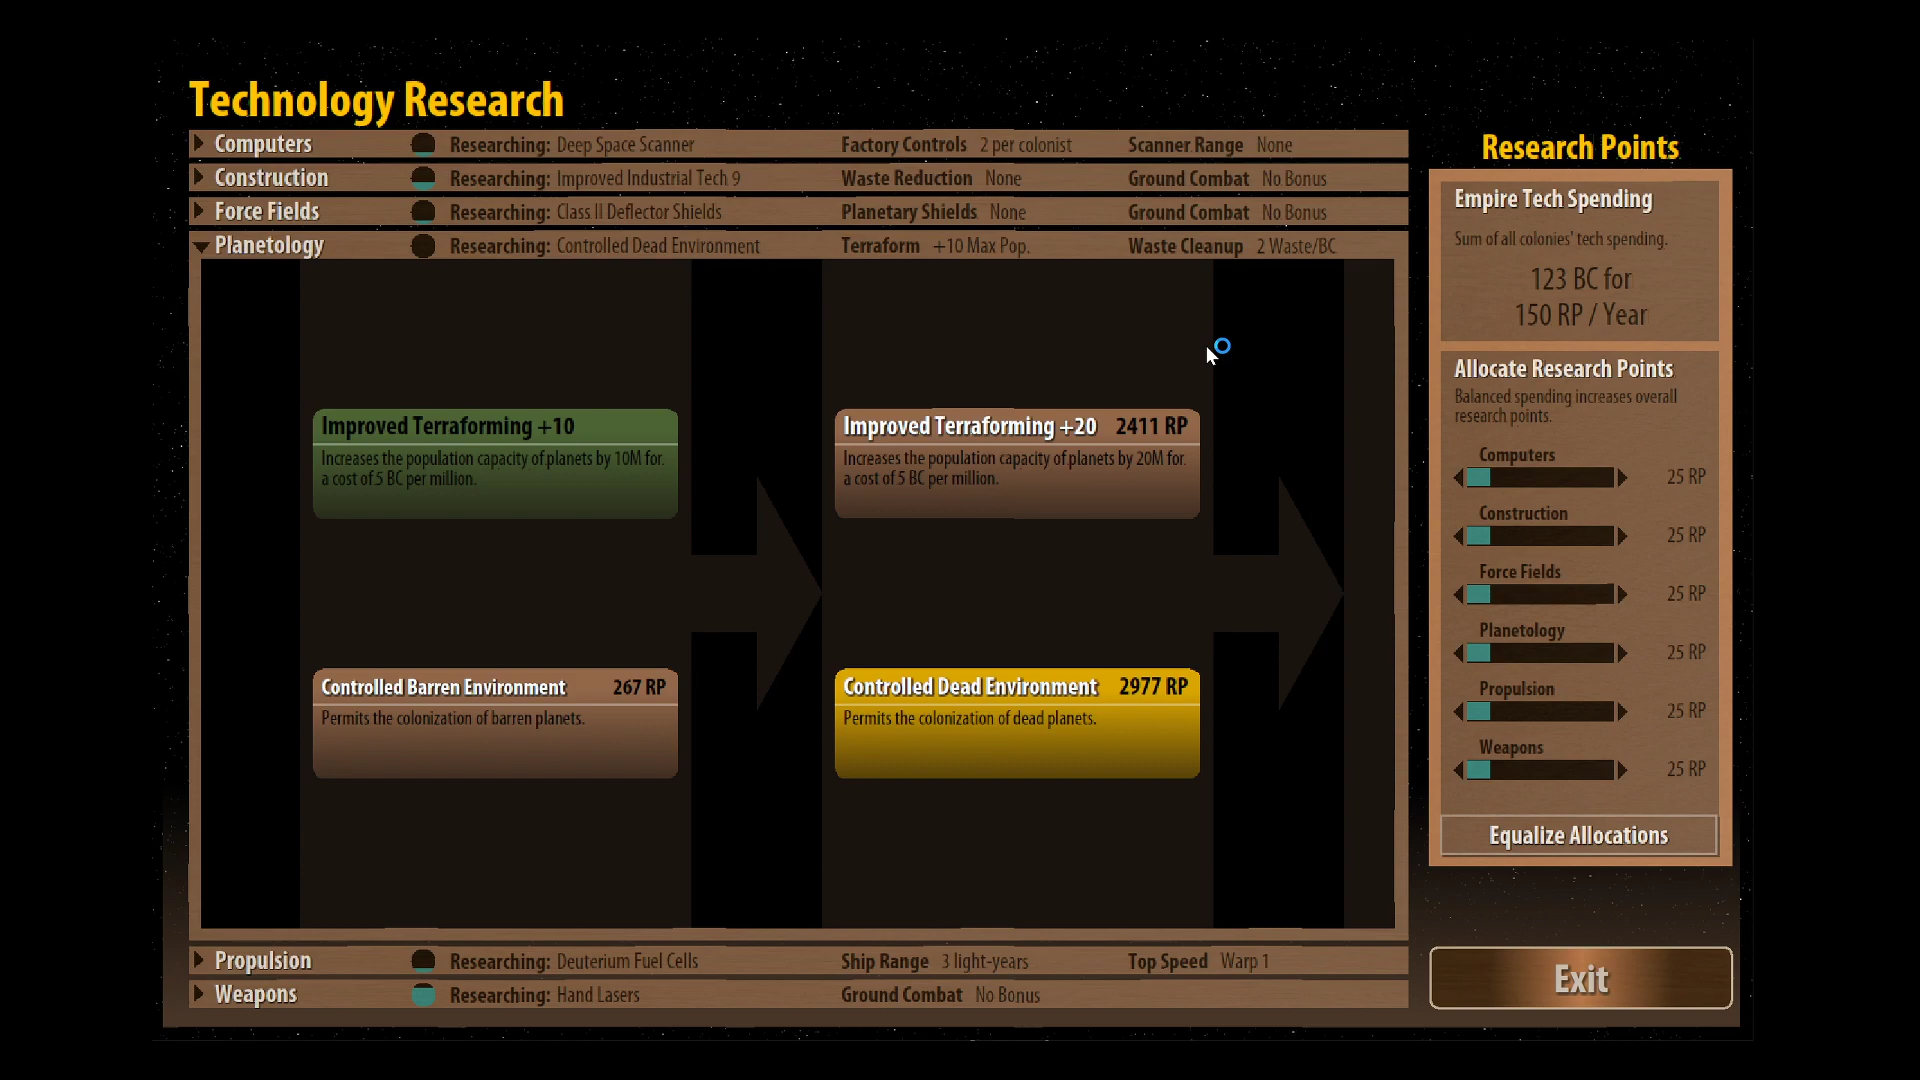 Technology Research
Computers Researching: Deep Space Scanner Factory Controls 2 per colonist Scanner Range None
Construction Researching: Improved Industrial Tech 9 Waste Reduction None Ground Combat No Bonus
Force Fields Researching: Class II Deflector Shields Planetary Shields None Ground Combat No Bonus
Planetology Researching: Controlled Dead Environment Terraform +10 Max Pop. Waste Cleanup 2 Waste/BC
Improved Terraforming +10
Increases the population capacity of planets by 10M for
a cost of 5 BC per million.
Improved Terraforming +20 2411 RP
Increases the population capacity of planets by 20M for
a cost of 5 BC per million.
Controlled Barren Environment 267 RP
Permits the colonization of barren planets.
Controlled Dead Environment 2977 RP
Permits the colonization of dead planets.
Propulsion Researching: Deuterium Fuel Cells Ship Range 3 light-years Top Speed Warp 1
Weapons Researching: Hand Lasers Ground Combat No Bonus
Research Points
Empire Tech Spending
Sum of all colonies' tech spending.
123 BC for
150 RP / Year
Allocate Research Points
Balanced spending increases overall
research points.
Computers
25 RP
Construction
25 RP
Force Fields
25 RP
Planetology
25 RP
Propulsion
25 RP
Weapons
25 RP
Equalize Allocations
Exit